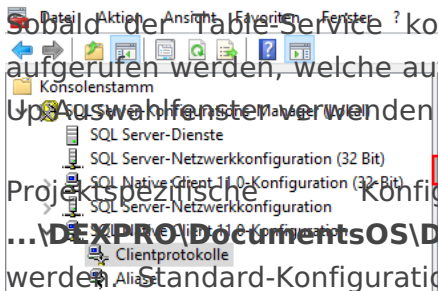 Datei Aktion Ansicht Favoriten Fenster ?
Sobald der Table-Service ko
aufgerufen werden, welche au
Konsolenstamm
SQL Server-Konfigurations-Manager (Lokal)
Up-Auswahlfenster verwenden
SQL Server-Dienste
SQL Server-Netzwerkkonfiguration (32 Bit)
SQL Native Client 11.0-Konfiguration (32 Bit)
Projektspezifische Konfig
SQL Server-Netzwerkkonfiguration
SQL Native Client 11.0-Konfiguration
...\DEXPRO\DocumentsOS\D
Clientprotokolle
Aliase
werden. Standard-Konfiguratio